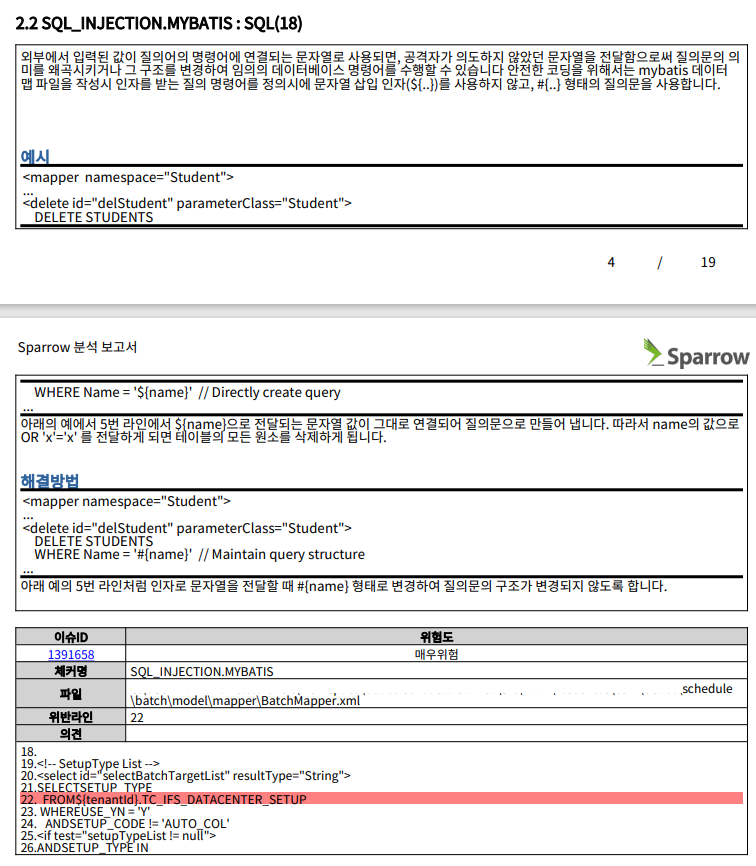 2.2 SQL_INJECTION.MYBATIS : SQL(18)
외부에서 입력된 값이 질의어의 명령어에 연결되는 문자열로 사용되면, 공격자가 의도하지 않았던 문자열을 전달함으로써 질의문의 의
미를 왜곡시키거나 그 구조를 변경하여 임의의 데이터베이스 명령어를 수행할 수 있습니다 안전한 코딩을 위해서는 mybatis 데이터
맵 파일을 작성시 인자를 받는 질의 명령어를 정의시에 문자열 삽입 인자(${..})를 사용하지 않고, #{..} 형태의 질의문을 사용합니다.
예시
<mapper namespace="Student">
...
<delete id="delStudent" parameterClass="Student">
DELETE STUDENTS
4 / 19
Sparrow 분석 보고서
Sparrow
WHERE Name = '${name}' // Directly create query
...
아래의 예에서 5번 라인에서 ${name}으로 전달되는 문자열 값이 그대로 연결되어 질의문으로 만들어 냅니다. 따라서 name의 값으로
OR 'x'='x' 를 전달하게 되면 테이블의 모든 원소를 삭제하게 됩니다.
해결방법
<mapper namespace="Student">
...
<delete id="delStudent" parameterClass="Student">
DELETE STUDENTS
WHERE Name = '#{name}' // Maintain query structure
...
아래 예의 5번 라인처럼 인자로 문자열을 전달할 때 #{name} 형태로 변경하여 질의문의 구조가 변경되지 않도록 합니다.
이슈ID 위험도
1391658 매우위험
체커명 SQL_INJECTION.MYBATIS
파일 schedule
\batch\model\mapper\BatchMapper.xml
위반라인 22
의견
18.
19.<!-- SetupType List -->
20.<select id="selectBatchTargetList" resultType="String">
21.SELECTSETUP_TYPE
22. FROM${tenantId}.TC_IFS_DATACENTER_SETUP
23. WHEREUSE_YN = 'Y'
24. ANDSETUP_CODE != 'AUTO_COL'
25.<if test="setupTypeList != null">
26.ANDSETUP_TYPE IN